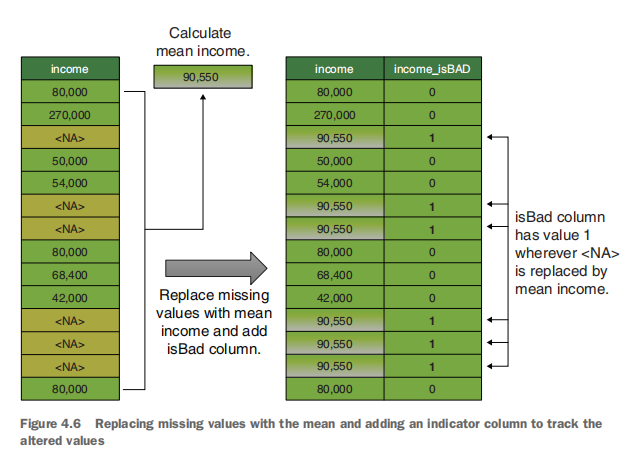 Calculate
mean income.
90,550
income
80,000
270,000
<NA>
50,000
54,000
<NA>
<NA>
80,000
68,400
42,000
<NA>
<NA>
<NA>
80,000
Replace missing
values with mean
income and add
isBad column.
income income_isBAD
80,000 0
270,000 0
90,550 1
50,000 0
54,000 0
90,550 1
90,550 1
80,000 0
68,400 0
42,000 0
90,550 1
90,550 1
90,550 1
80,000 0
isBad column
has value 1
wherever <NA>
is replaced by
mean income.
Figure 4.6 Replacing missing values with the mean and adding an indicator column to track the
altered values